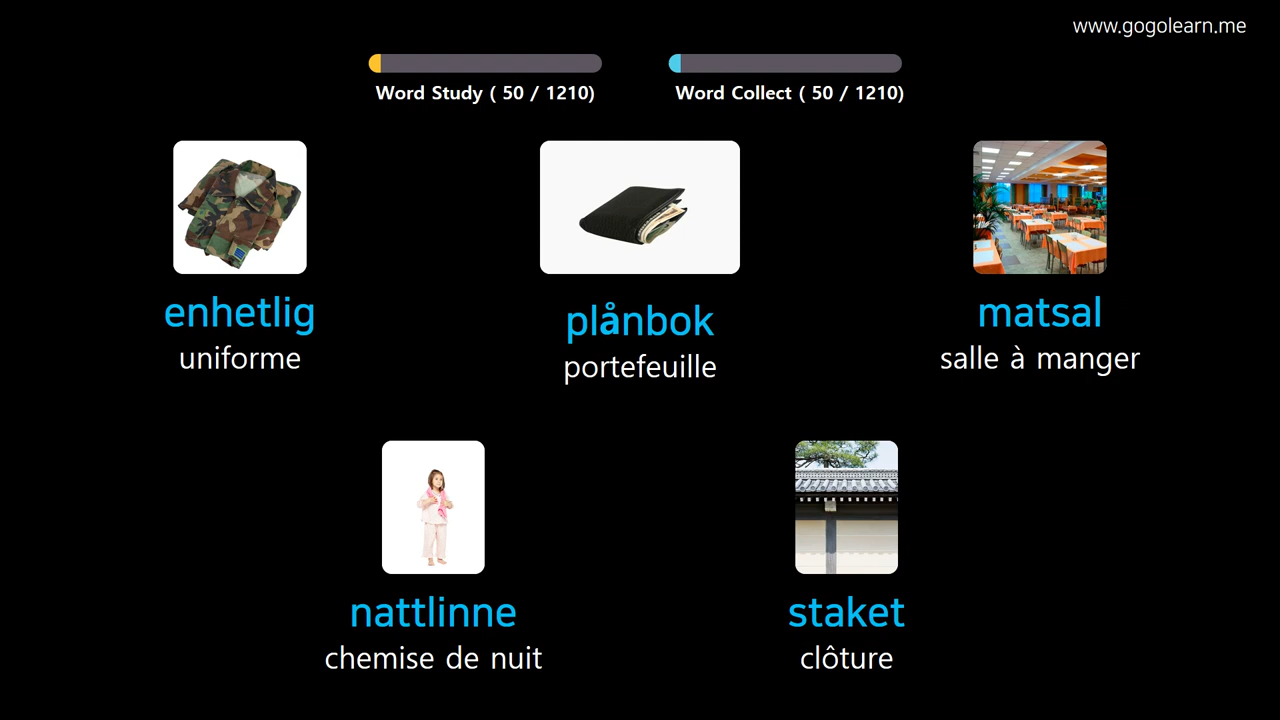 www.gogolearn.me
Word Study ( 50 / 1210)
Word Collect ( 50 / 1210)
enhetlig
uniforme
plånbok
portefeuille
matsal
salle à manger
nattlinne
chemise de nuit
staket
clôture